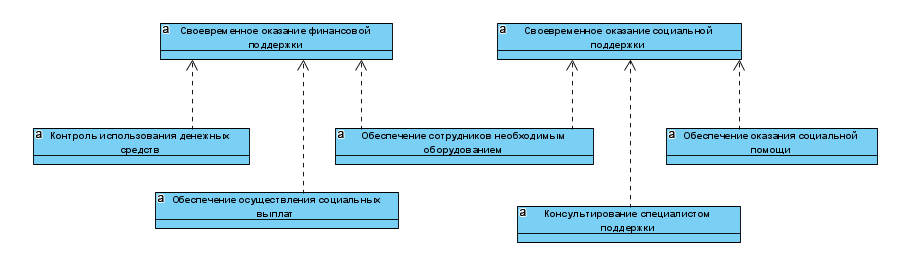 a Своевременное оказание финансовой
поддержки
a Своевременное оказание социальной
поддержки
a Контроль использования денежных
средств
a Обеспечение сотрудников необходимым
оборудованием
a Обеспечение оказания социальной
помощи
a Обеспечение осуществления социальных
выплат
a Консультирование специалистом
поддержки